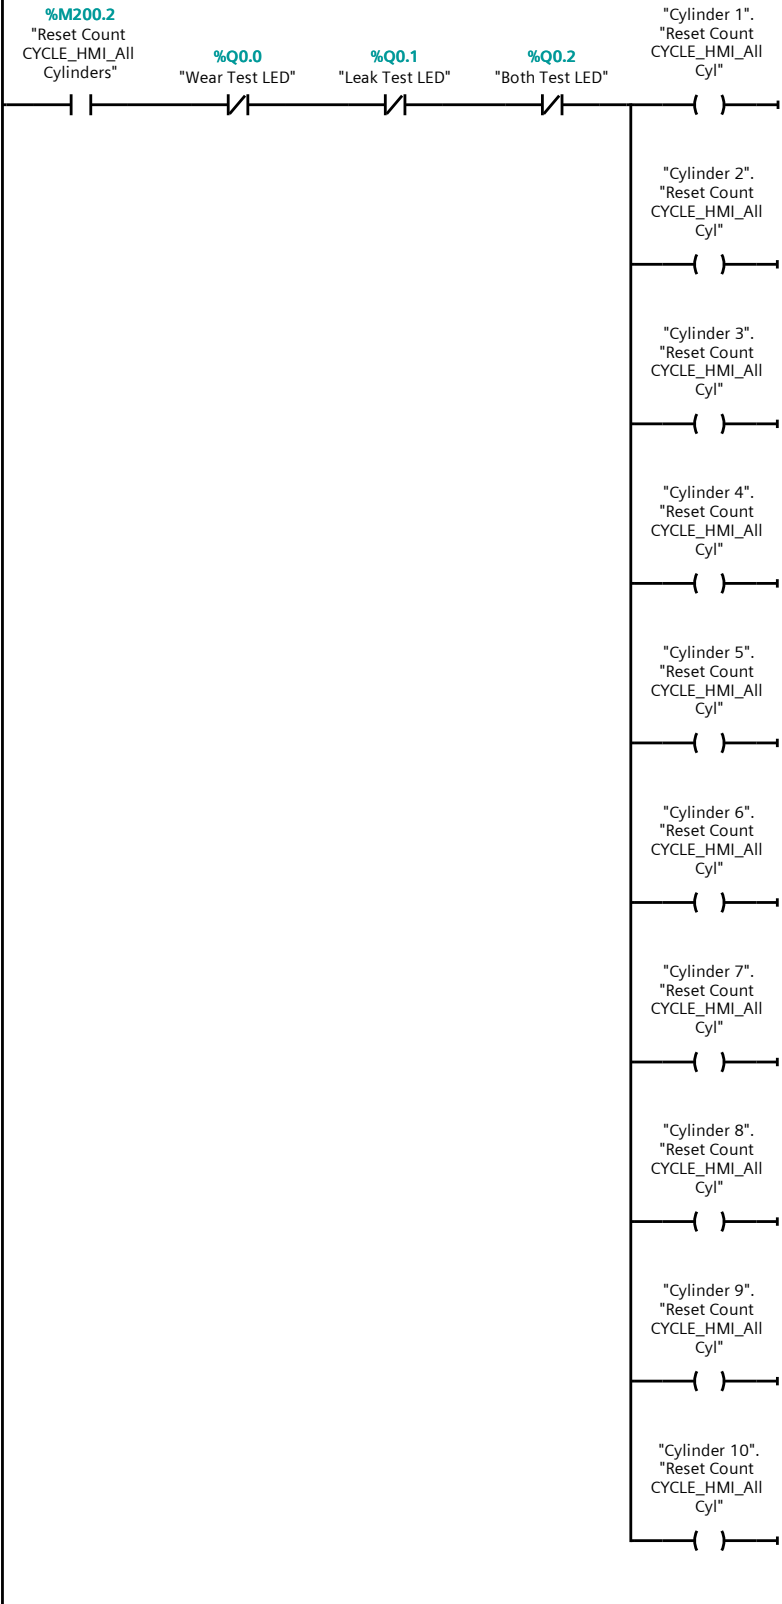 %M200.2
"Reset Count
CYCLE_HMI_All
Cylinders"
%Q0.0
"Wear Test LED"
%Q0.1
"Leak Test LED"
%Q0.2
"Both Test LED"
"Cylinder 1".
"Reset Count
CYCLE_HMI_All
Cyl"
"Cylinder 2".
"Reset Count
CYCLE_HMI_All
Cyl"
"Cylinder 3".
"Reset Count
CYCLE_HMI_All
Cyl"
"Cylinder 4".
"Reset Count
CYCLE_HMI_All
Cyl"
"Cylinder 5".
"Reset Count
CYCLE_HMI_All
Cyl"
"Cylinder 6".
"Reset Count
CYCLE_HMI_All
Cyl"
"Cylinder 7".
"Reset Count
CYCLE_HMI_All
Cyl"
"Cylinder 8".
"Reset Count
CYCLE_HMI_All
Cyl"
"Cylinder 9".
"Reset Count
CYCLE_HMI_All
Cyl"
"Cylinder 10".
"Reset Count
CYCLE_HMI_All
Cyl"